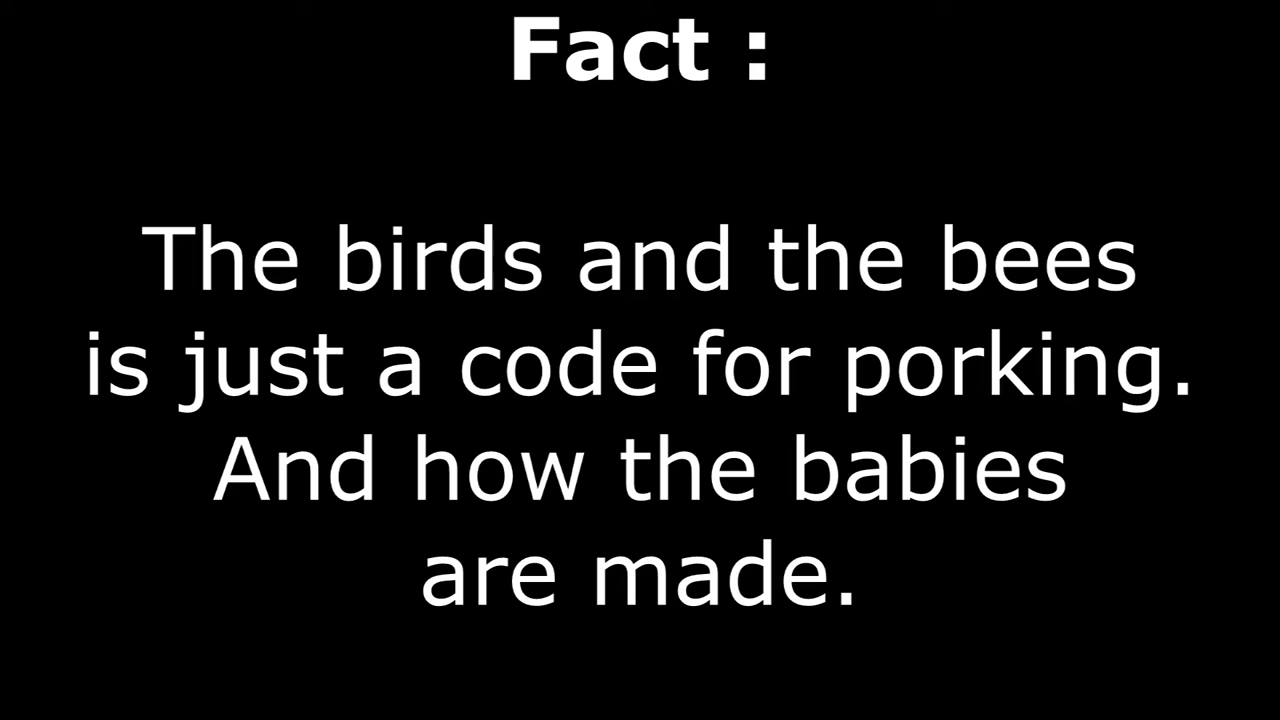 Fact :
The birds and the bees
is just a code for porking.
And how the babies
are made.